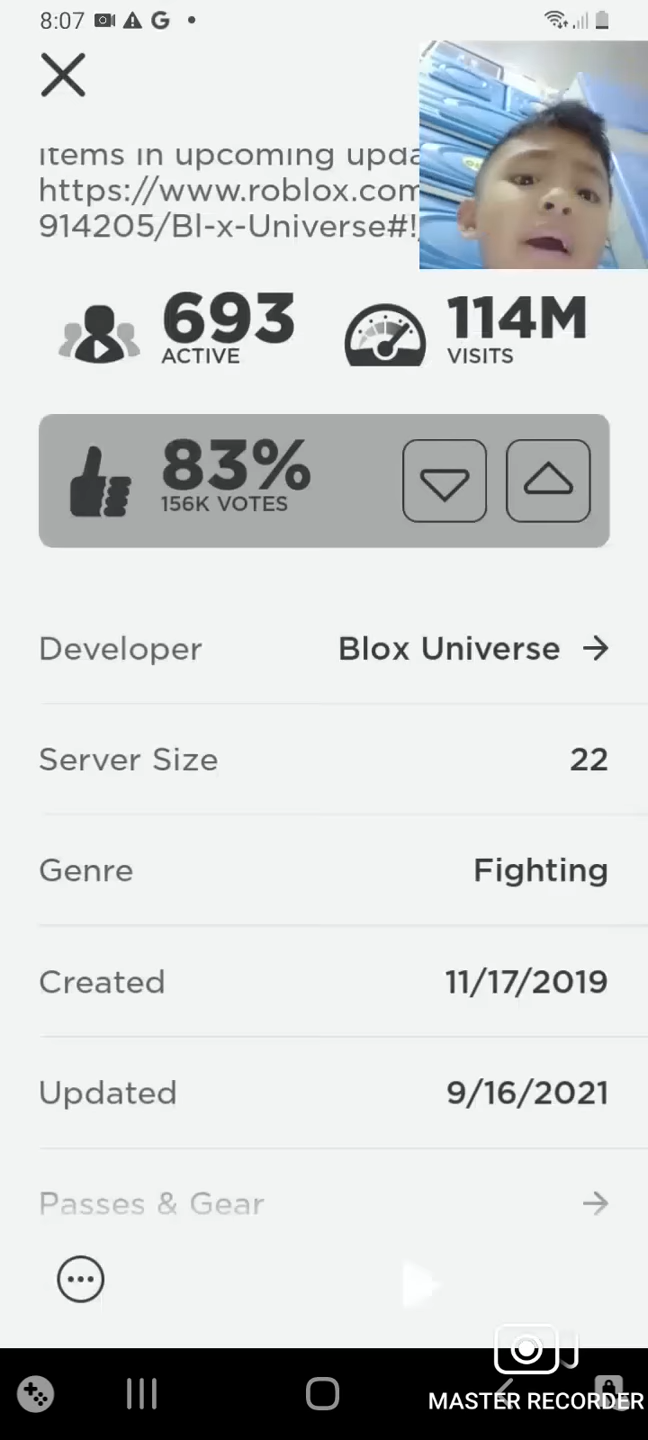 8:07
items in upcoming upda
https://www.roblox.com
914205/Bl-x-Universe#!
693
ACTIVE
114M
VISITS
83%
156K VOTES
Developer
Blox Universe
Server Size
22
Genre
Fighting
Created
11/17/2019
Updated
9/16/2021
Passes & Gear
MASTER RECORDER